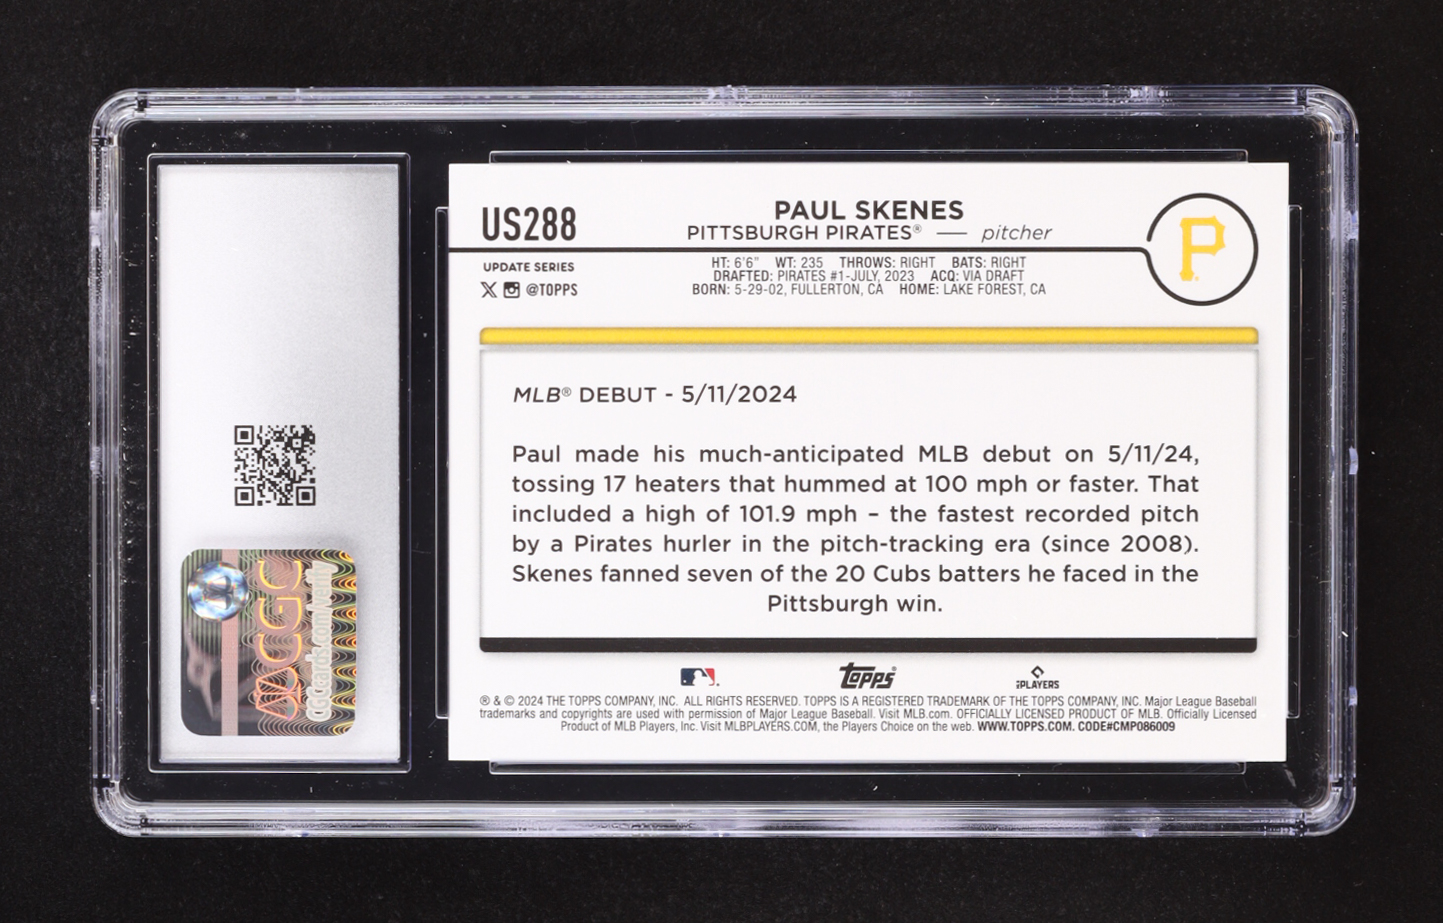 US288
PAUL SKENES
PITTSBURGH PIRATES® — pitcher
P
UPDATE SERIES
@TOPPS
HT: 6'6" WT: 235 THROWS: RIGHT BATS: RIGHT
DRAFTED: PIRATES #1-JULY, 2023 ACQ: VIA DRAFT
BORN: 5-29-02, FULLERTON, CA HOME: LAKE FOREST, CA
MLB® DEBUT - 5/11/2024
Paul made his much-anticipated MLB debut on 5/11/24,
tossing 17 heaters that hummed at 100 mph or faster. That
included a high of 101.9 mph – the fastest recorded pitch
by a Pirates hurler in the pitch-tracking era (since 2008).
Skenes fanned seven of the 20 Cubs batters he faced in the
Pittsburgh win.
Topps®
PLAYERS
® & © 2024 THE TOPPS COMPANY, INC. ALL RIGHTS RESERVED. TOPPS IS A REGISTERED TRADEMARK OF THE TOPPS COMPANY, INC. Major League Baseball
trademarks and copyrights are used with permission of Major League Baseball. Visit MLB.com. OFFICIALLY LICENSED PRODUCT OF MLB. Officially Licensed
Product of MLB Players, Inc. Visit MLBPLAYERS.COM, the Players Choice on the web. WWW.TOPPS.COM. CODE#CMP086009
CGC